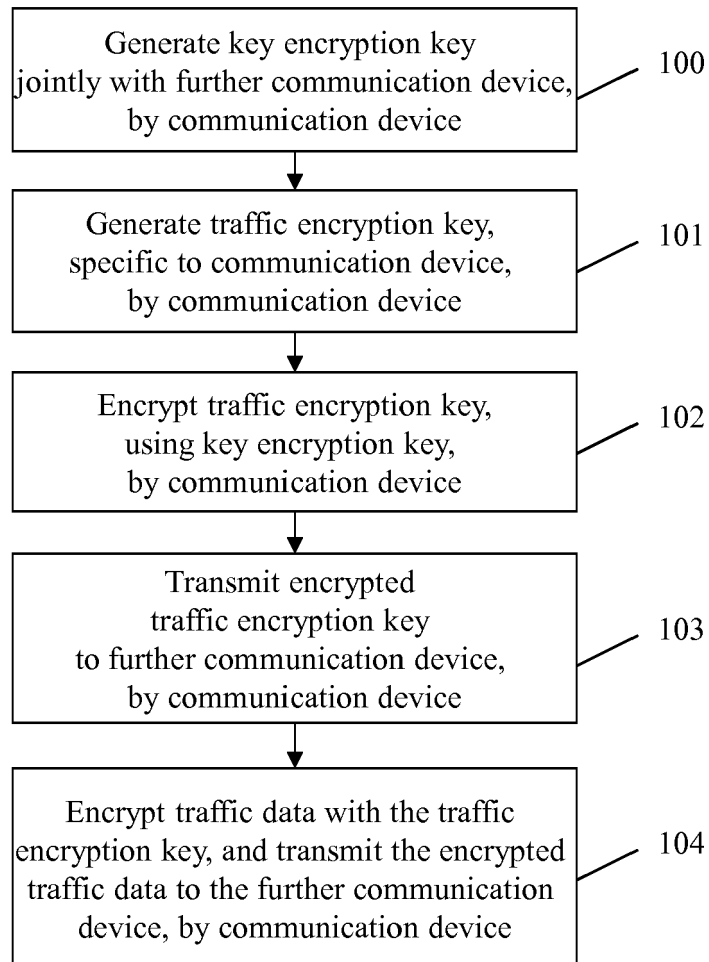 Generate key encryption key
jointly with further communication device,
by communication device
100
Generate traffic encryption key,
specific to communication device,
by communication device
101
Encrypt traffic encryption key,
using key encryption key,
by communication device
102
Transmit encrypted
traffic encryption key
to further communication device,
by communication device
103
Encrypt traffic data with the traffic
encryption key, and transmit the encrypted
traffic data to the further communication
device, by communication device
104